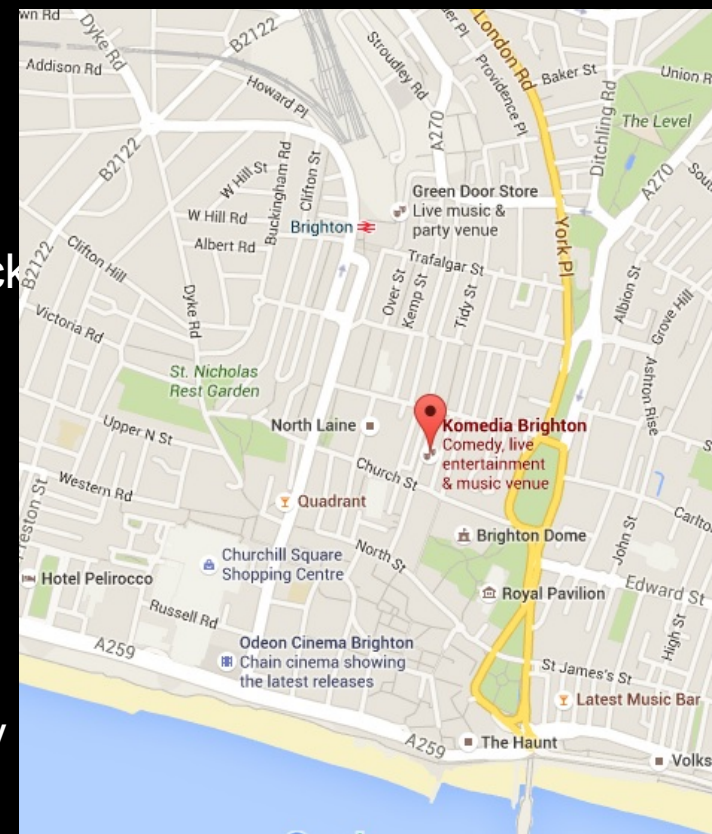 Dyke Rd
B2122
Addison Rd
Howard Pl
Stroudley Rd
London Rd
Providence Pl
Baker St
Union R
Ditchling Rd
The Level
A270
A270
B2122
W Hill St
Buckingham Rd
Clifton St
W Hill Rd
Albert Rd
Brighton
Green Door Store
Live music &
party venue
York Pl
Trafalgar St
B2122
Clifton Hill
Dyke Rd
Over St
Kemp St
Tidy St
Albion St
Grove Hill
Victoria Rd
St. Nicholas
Rest Garden
Ashton Rise
North Laine
Komedia Brighton
Comedy, live
entertainment
& music venue
Upper N St
Church St
Western Rd
Quadrant
Brighton Dome
John St
Carlto
Preston St
North St
Churchill Square
Shopping Centre
Hotel Pelirocco
Royal Pavilion
Edward St
Russell Rd
High St
A259
Odeon Cinema Brighton
Chain cinema showing
the latest releases
St James's St
Latest Music Bar
The Haunt
A259
Volks